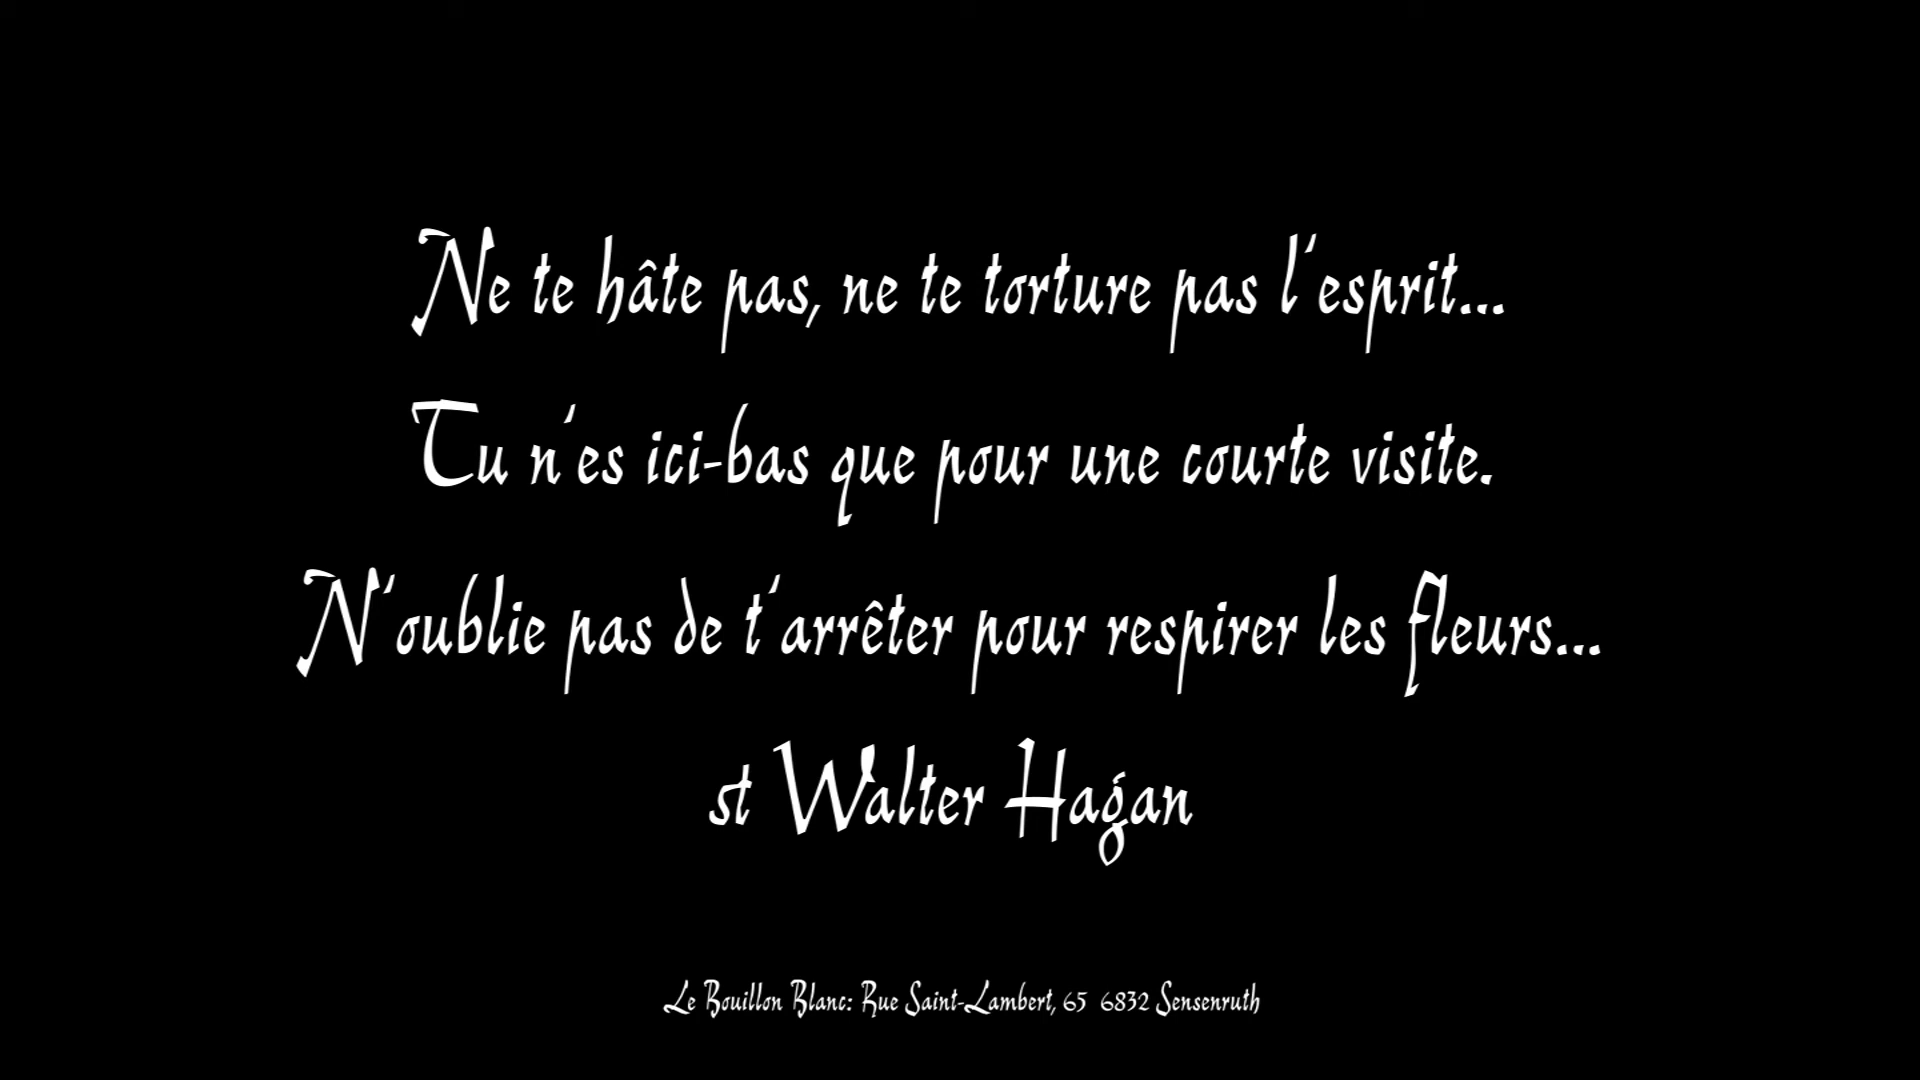 Ne te hâte pas, ne te torture pas l'esprit...
Tu n'es ici-bas que pour une courte visite.
N'oublie pas de t'arrêter pour respirer les fleurs...
st Walter Hagan
Le Bouillon Blanc: Rue Saint-Lambert, 65 6832 Sensenruth